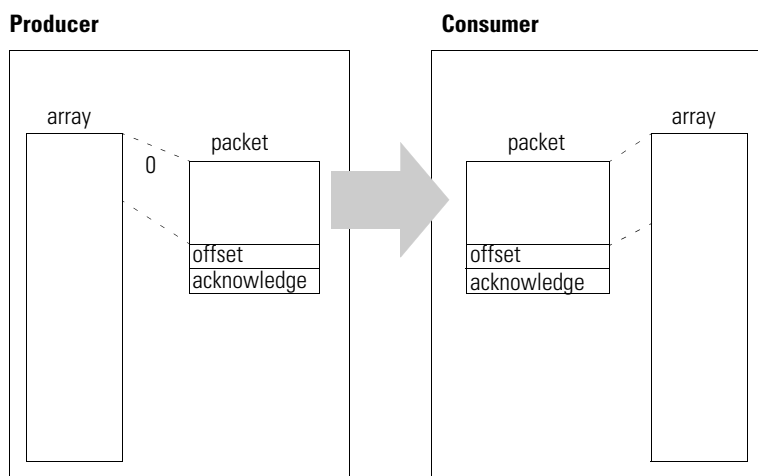 Producer
Consumer
array
0
packet
offset
acknowledge
packet
offset
acknowledge
array